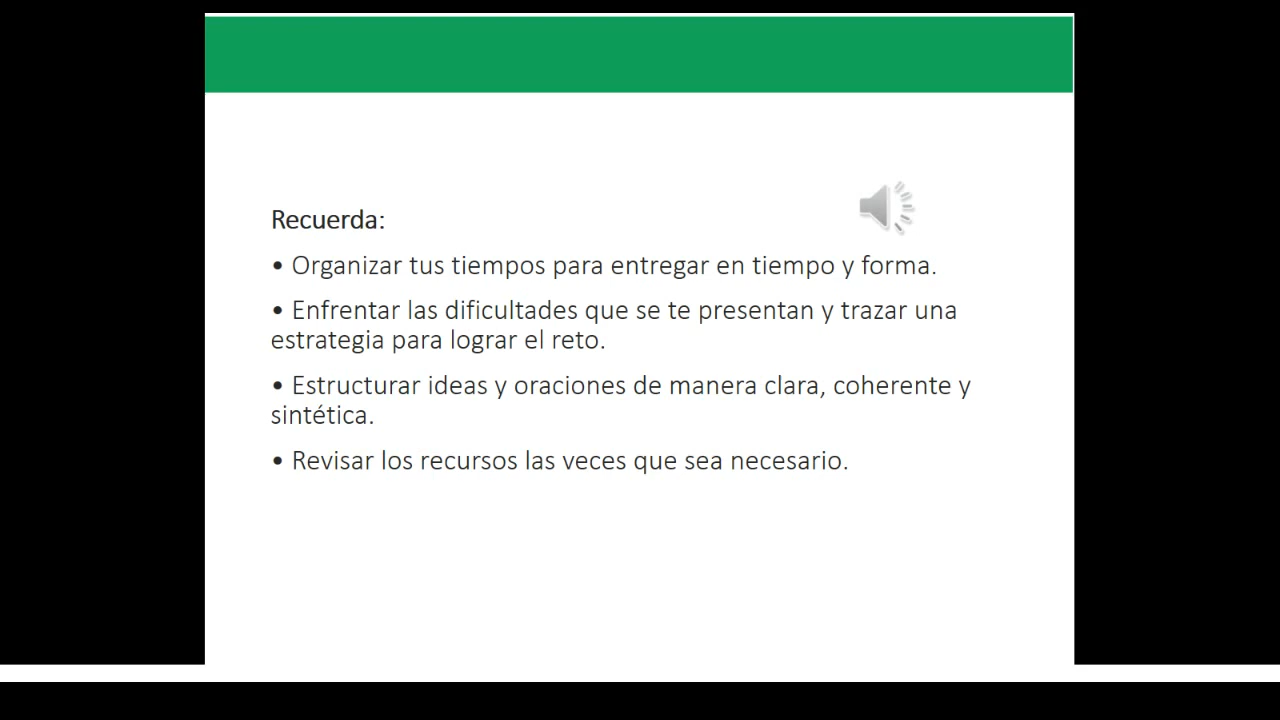 Recuerda:
• Organizar tus tiempos para entregar en tiempo y forma.
• Enfrentar las dificultades que se te presentan y trazar una
estrategia para lograr el reto.
• Estructurar ideas y oraciones de manera clara, coherente y
sintética.
• Revisar los recursos las veces que sea necesario.